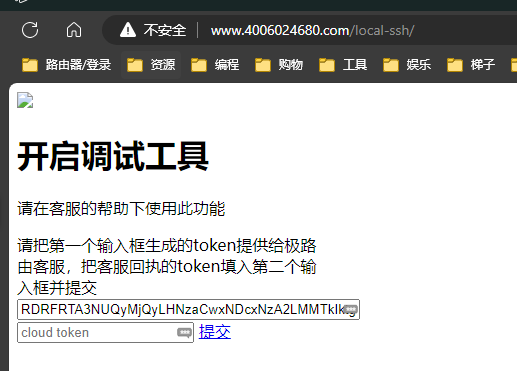 不安全 www.4006024680.com/local-ssh/
路由器/登录 资源 编程 购物 工具 娱乐 梯子
开启调试工具
请在客服的帮助下使用此功能
请把第一个输入框生成的token提供给极路
由客服，把客服回执的token填入第二个输
入框并提交
cloud token 提交